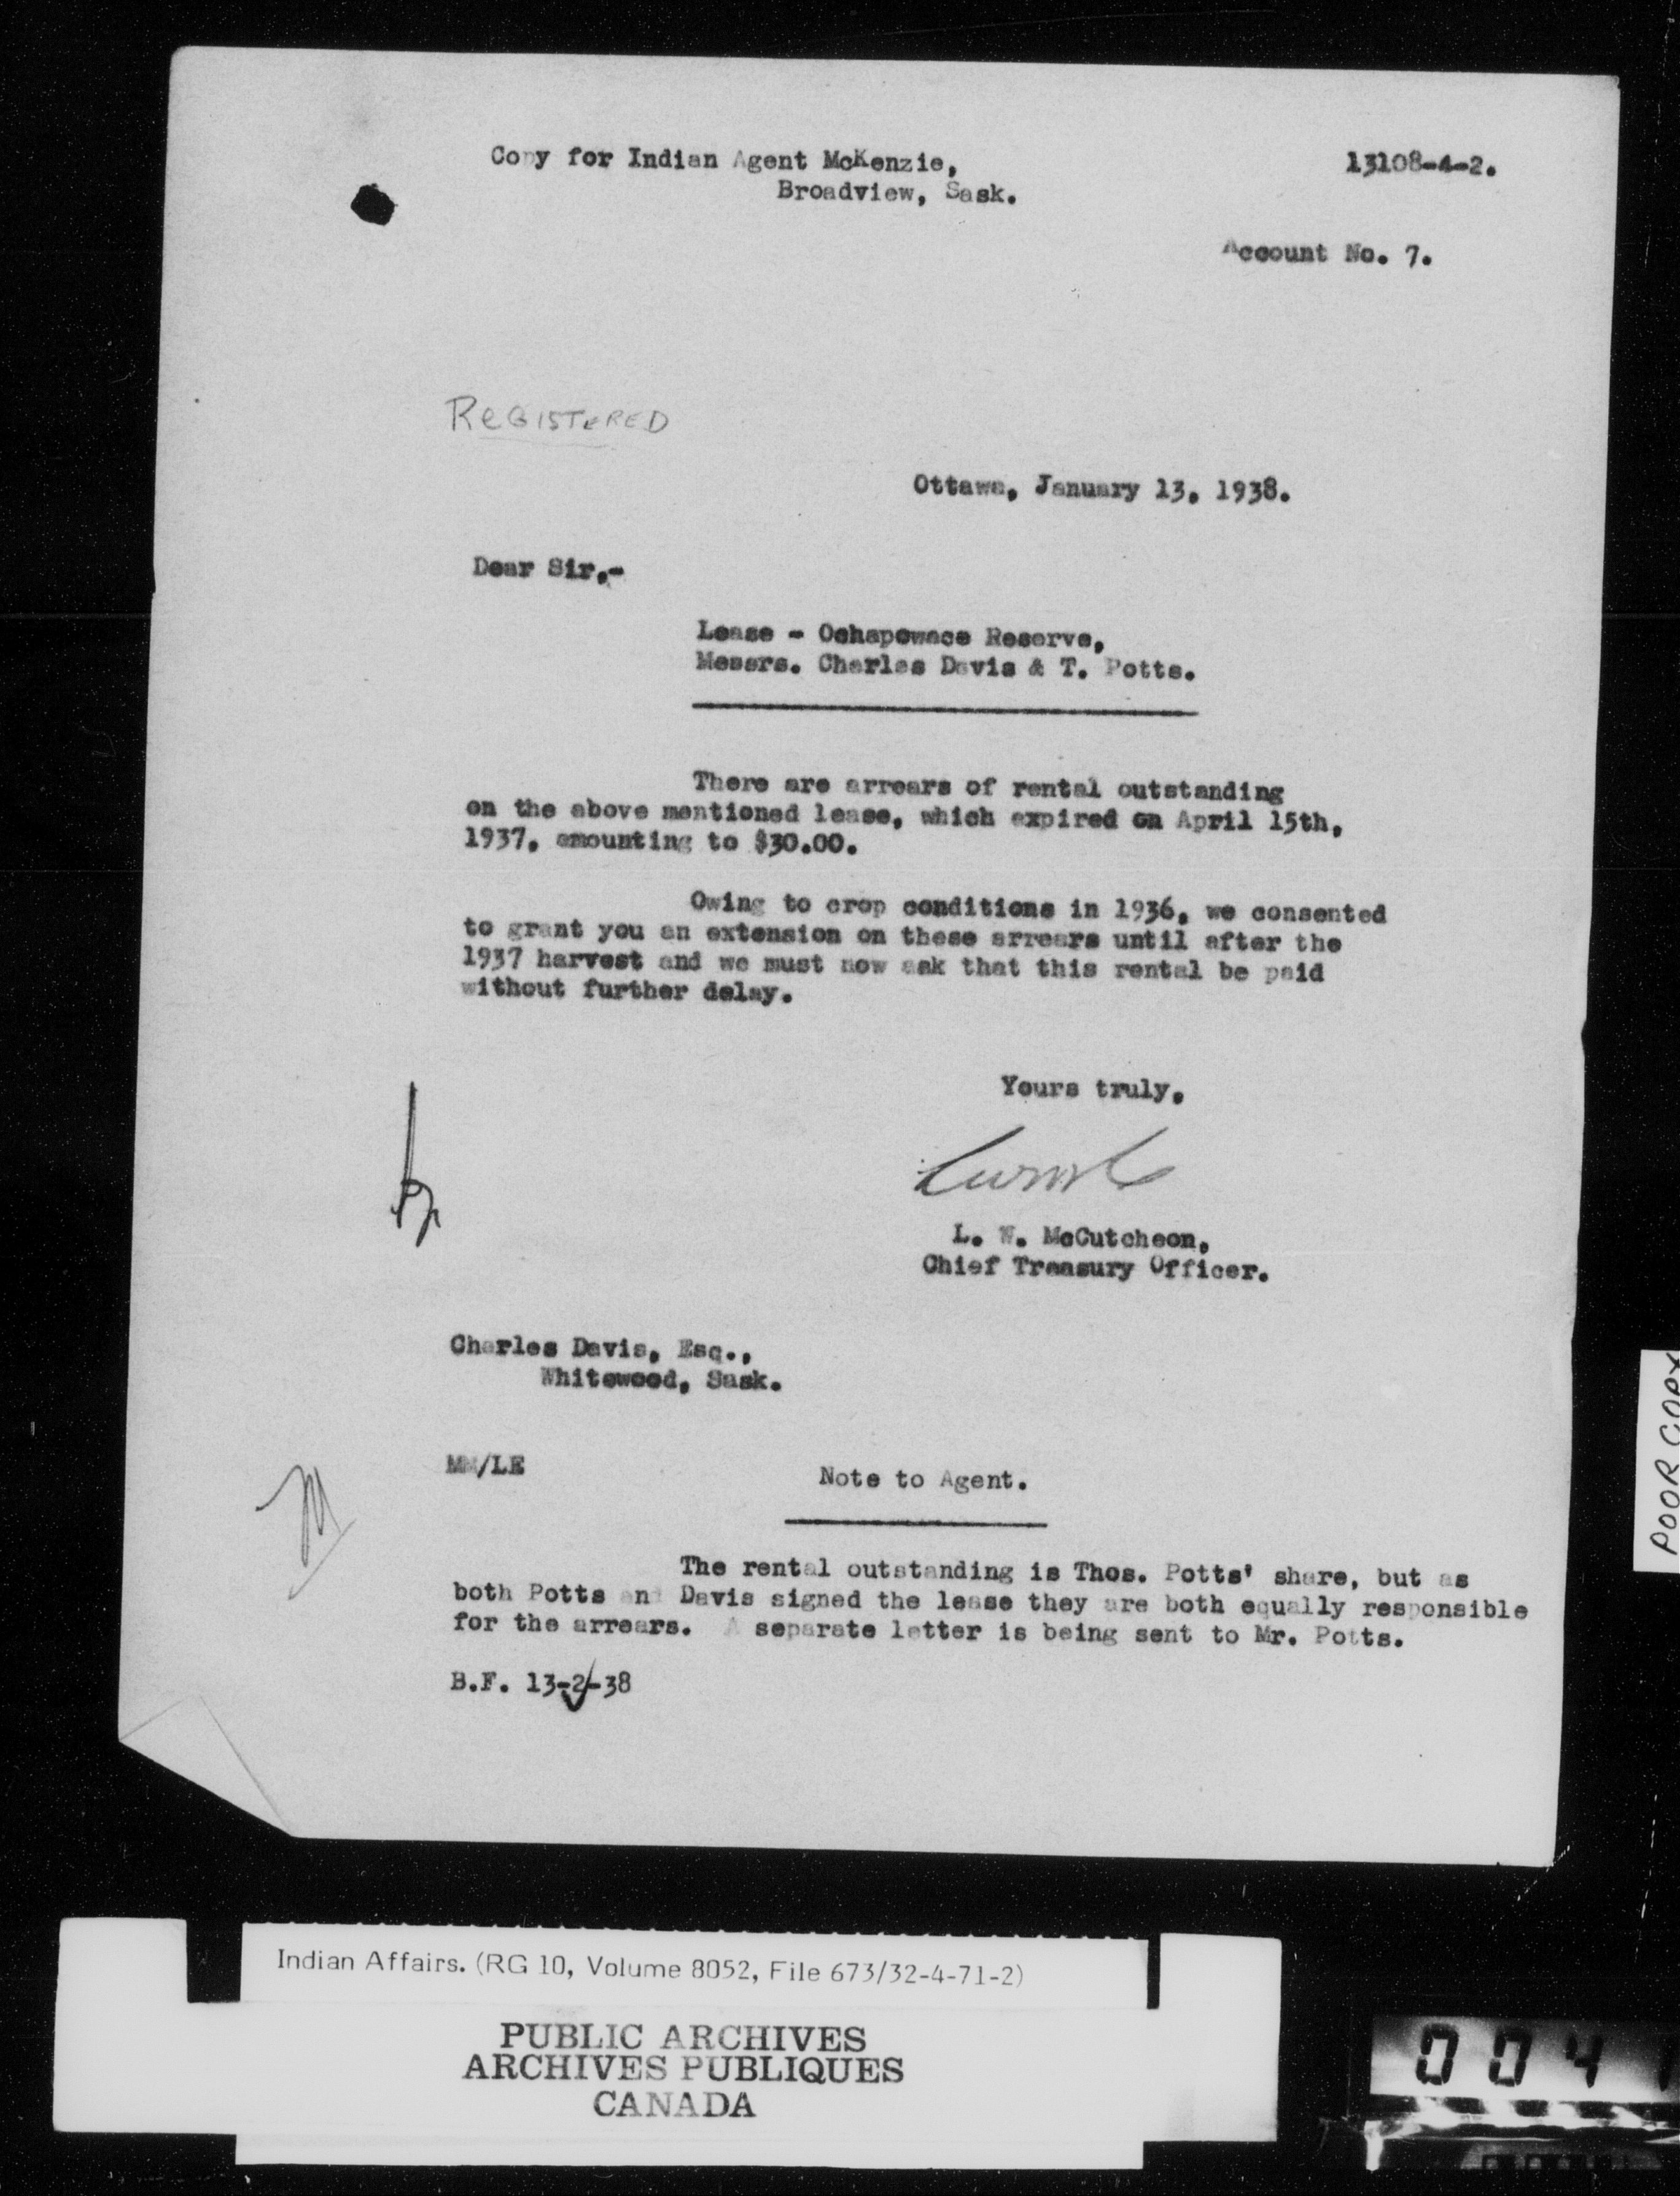 Copy for Indian Agent McKenzie,
Broadview, Sask.
13108-4-2.
Account No. 7.
REGISTERED
Ottawa, January 13, 1938.
Dear Sir,-
Lease - Ochapowace Reserve,
Messrs. Charles Davis & T. Potts.
There are arrears of rental outstanding
on the above mentioned lease, which expired on April 15th,
1937, amounting to $30.00.
Owing to crop conditions in 1936, we consented
to grant you an extension on these arrears until after the
1937 harvest and we must now ask that this rental be paid
without further delay.
Yours truly,
L. W. McCutcheon,
Chief Treasury Officer.
Charles Davis, Esq.,
Whitewood, Sask.
MM/LE
Note to Agent.
The rental outstanding is Thos. Potts' share, but as
both Potts and Davis signed the lease they are both equally responsible
for the arrears. A separate letter is being sent to Mr. Potts.
B.F. 13-2-38
POOR COPY
Indian Affairs. (RG 10, Volume 8052, File 673/32-4-71-2)
PUBLIC ARCHIVES
ARCHIVES PUBLIQUES
CANADA
004